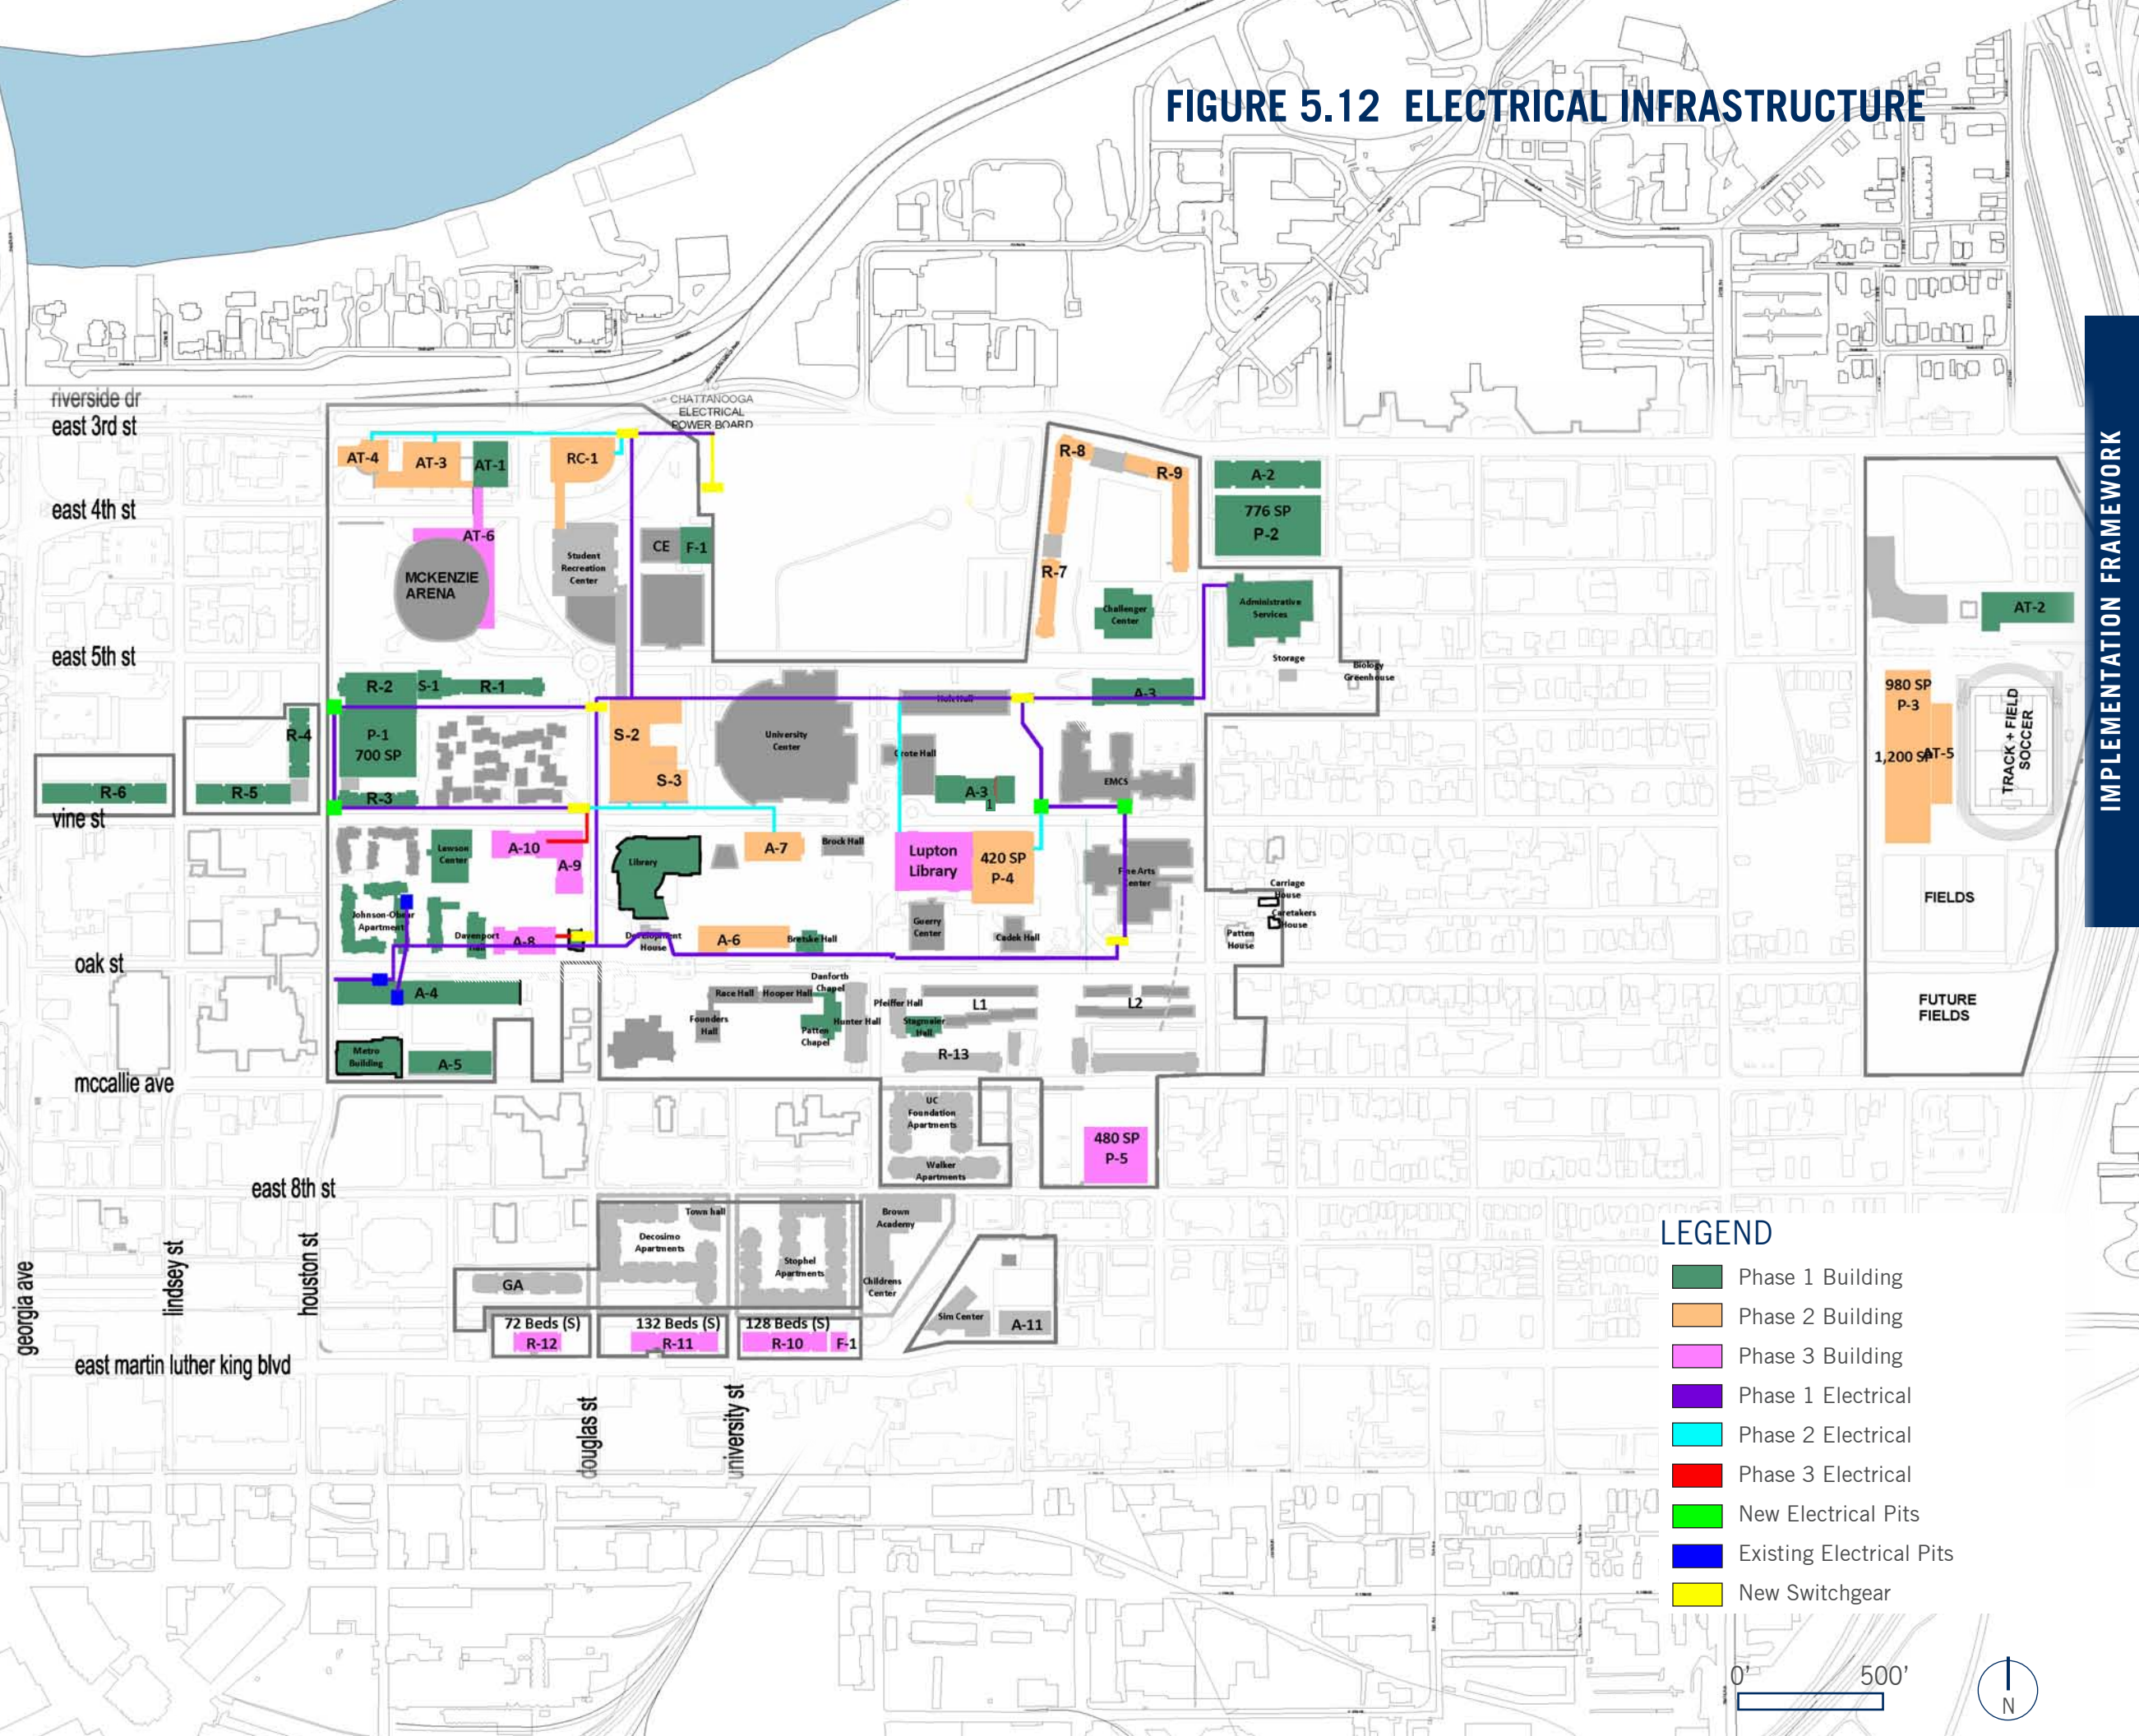 FIGURE 5.12 ELECTRICAL INFRASTRUCTURE
IMPLEMENTATION FRAMEWORK
riverside dr
east 3rd st
CHATTANOOGA
ELECTRICAL
POWER BOARD
AT-4
AT-3
AT-1
RC-1
R-8
R-9
A-2
east 4th st
776 SP
P-2
AT-6
CE
F-1
Student
Recreation
Center
MCKENZIE
ARENA
R-7
Challenger
Center
Administrative
Services
AT-2
east 5th st
Storage
Biology
Greenhouse
R-2
S-1
R-1
Holt Hall
A-3
980 SP
P-3
R-4
P-1
700 SP
S-2
University
Center
Grote Hall
1,200 SP
AT-5
TRACK + FIELD
SOCCER
S-3
EMCS
R-6
R-5
R-3
A-3
1
vine st
Lawson
Center
A-10
A-9
Library
A-7
Brock Hall
Lupton
Library
420 SP
P-4
Fine Arts
Center
Carriage
House
Caretakers
House
FIELDS
Johnson-Obear
Apartment
Davenport
Hall
A-8
Development
House
A-6
Bretske Hall
Guerry
Center
Cadek Hall
Patten
House
oak st
A-4
Danforth
Chapel
Race Hall
Hooper Hall
Pfeiffer Hall
L1
L2
FUTURE
FIELDS
Founders
Hall
Patten
Chapel
Hunter Hall
Stagmaier
Hall
Metro
Building
A-5
R-13
mccallie ave
UC
Foundation
Apartments
480 SP
P-5
Walker
Apartments
east 8th st
Town hall
Brown
Academy
Decosimo
Apartments
Stophel
Apartments
GA
Childrens
Center
Sim Center
A-11
72 Beds (S)
R-12
132 Beds (S)
R-11
128 Beds (S)
R-10
F-1
east martin luther king blvd
georgia ave
lindsey st
houston st
douglas st
university st
LEGEND
Phase 1 Building
Phase 2 Building
Phase 3 Building
Phase 1 Electrical
Phase 2 Electrical
Phase 3 Electrical
New Electrical Pits
Existing Electrical Pits
New Switchgear
0'
500'
N